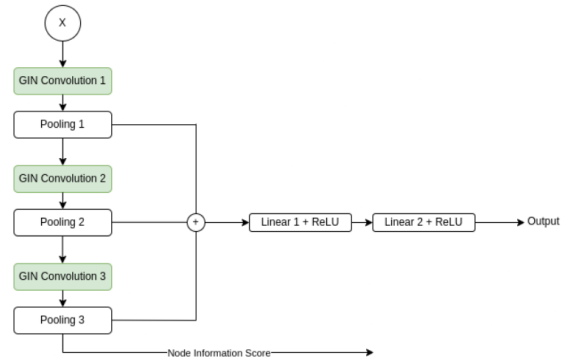 X
GIN Convolution 1
Pooling 1
GIN Convolution 2
Pooling 2
+
Linear 1 + ReLU
Linear 2 + ReLU
Output
GIN Convolution 3
Pooling 3
Node Information Score